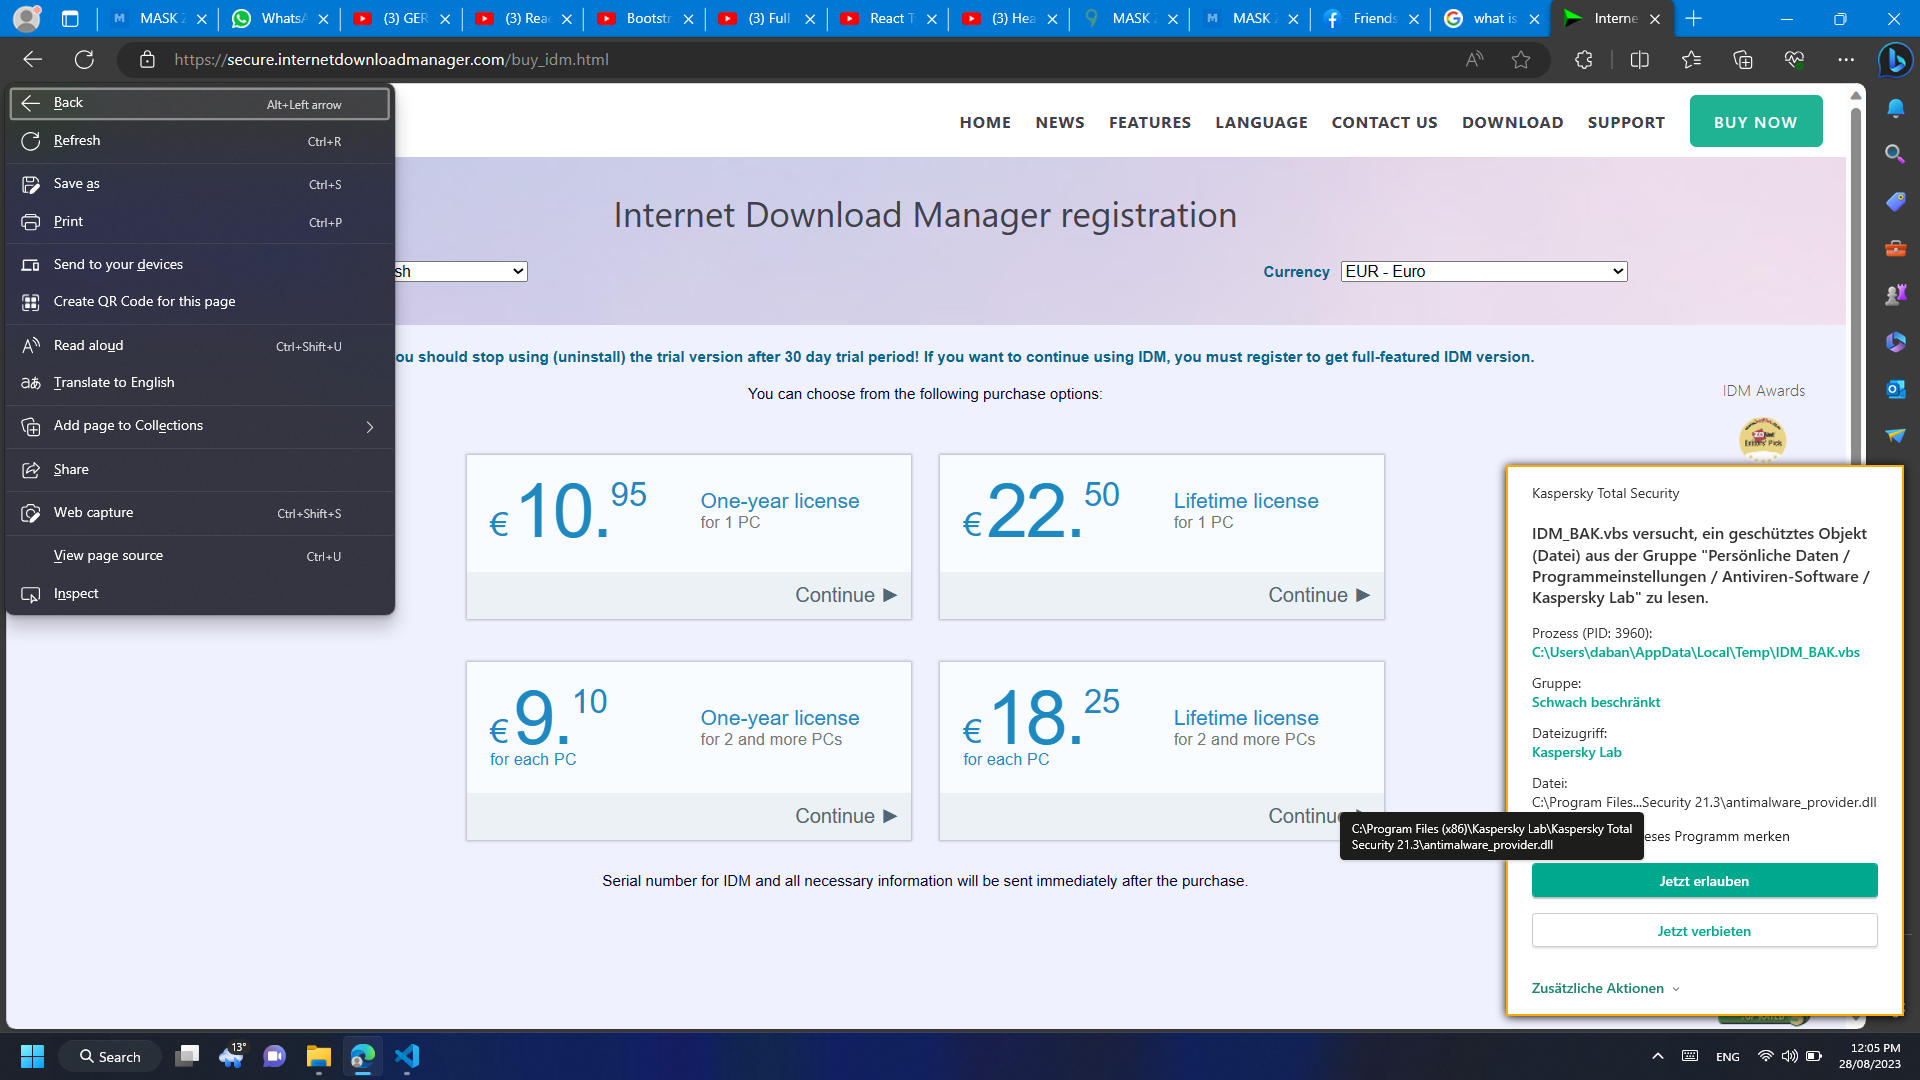 MASK
WhatsA
(3) GER
(3) Rea
Bootst
(3) Full
React T
(3) Hea
MASK
MASK
Friends
what is
Interne
https://secure.internetdownloadmanager.com/buy_idm.html
Back Alt+Left arrow
Refresh Ctrl+R
Save as Ctrl+S
Print Ctrl+P
Send to your devices
Create QR Code for this page
Read aloud Ctrl+Shift+U
Translate to English
Add page to Collections
Share
Web capture Ctrl+Shift+S
View page source Ctrl+U
Inspect
HOME NEWS FEATURES LANGUAGE CONTACT US DOWNLOAD SUPPORT BUY NOW
Internet Download Manager registration
sh
Currency EUR - Euro
ou should stop using (uninstall) the trial version after 30 day trial period! If you want to continue using IDM, you must register to get full-featured IDM version.
You can choose from the following purchase options:
IDM Awards
€10.95
One-year license
for 1 PC
Continue ►
€22.50
Lifetime license
for 1 PC
Continue ►
€9.10
for each PC
One-year license
for 2 and more PCs
Continue ►
€18.25
for each PC
Lifetime license
for 2 and more PCs
Continue
Serial number for IDM and all necessary information will be sent immediately after the purchase.
Kaspersky Total Security
IDM_BAK.vbs versucht, ein geschütztes Objekt
(Datei) aus der Gruppe "Persönliche Daten /
Programmeinstellungen / Antiviren-Software /
Kaspersky Lab" zu lesen.
Prozess (PID: 3960):
C:\Users\daban\AppData\Local\Temp\IDM_BAK.vbs
Gruppe:
Schwach beschränkt
Dateizugriff:
Kaspersky Lab
Datei:
C:\Program Files...Security 21.3\antimalware_provider.dll
eses Programm merken
C:\Program Files (x86)\Kaspersky Lab\Kaspersky Total
Security 21.3\antimalware_provider.dll
Jetzt erlauben
Jetzt verbieten
Zusätzliche Aktionen
Search
13°
ENG
12:05 PM
28/08/2023